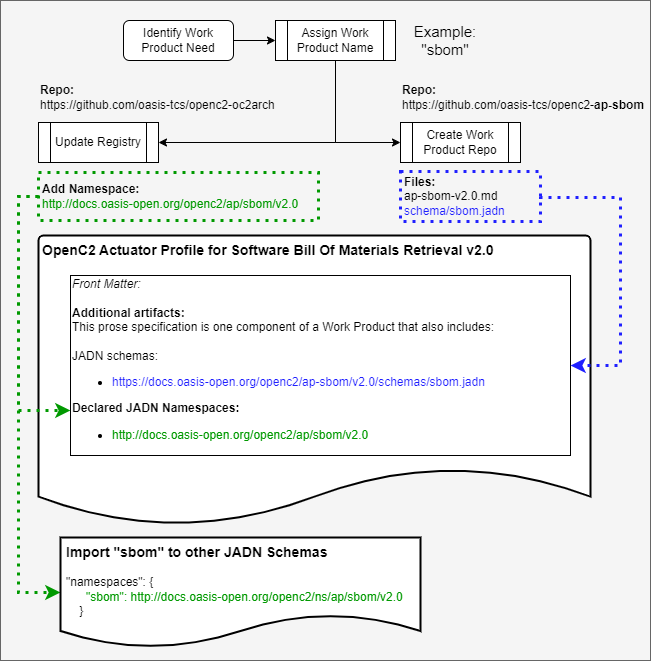 Identify Work
Product Need
Assign Work
Product Name
Example:
"sbom"
Repo:
https://github.com/oasis-tcs/openc2-oc2arch
Repo:
https://github.com/oasis-tcs/openc2-ap-sbom
Update Registry
Create Work
Product Repo
Add Namespace:
http://docs.oasis-open.org/openc2/ap/sbom/v2.0
Files:
ap-sbom-v2.0.md
schema/sbom.jadn
OpenC2 Actuator Profile for Software Bill Of Materials Retrieval v2.0
Front Matter:
Additional artifacts:
This prose specification is one component of a Work Product that also includes:
JADN schemas:
• https://docs.oasis-open.org/openc2/ap-sbom/v2.0/schemas/sbom.jadn
Declared JADN Namespaces:
• http://docs.oasis-open.org/openc2/ap/sbom/v2.0
Import "sbom" to other JADN Schemas
"namespaces": {
"sbom": http://docs.oasis-open.org/openc2/ns/ap/sbom/v2.0
}